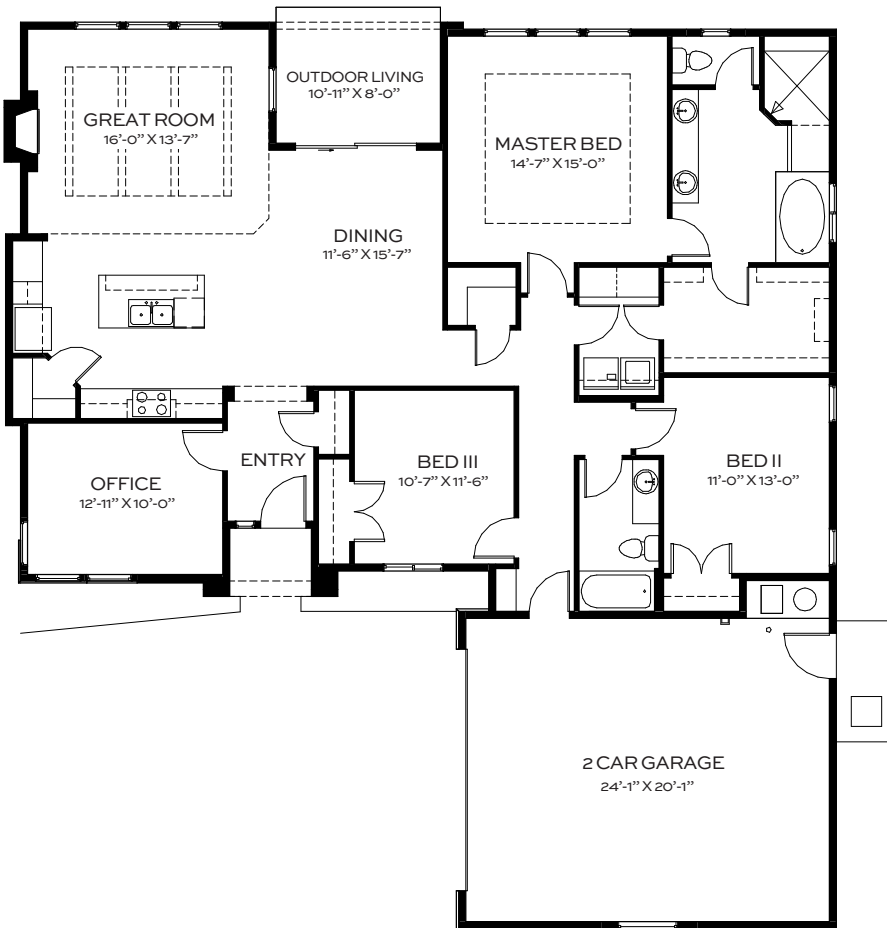 OUTDOOR LIVING
10'-11” X 8'-0”
GREAT ROOM
16'-0” X 13'-7”
MASTER BED
14'-7” X 15'-0”
DINING
11'-6” X 15'-7”
OFFICE
12'-11” X 10'-0”
ENTRY
BED III
10'-7” X 11'-6”
BED II
11'-0” X 13'-0”
2 CAR GARAGE
24'-1” X 20'-1”